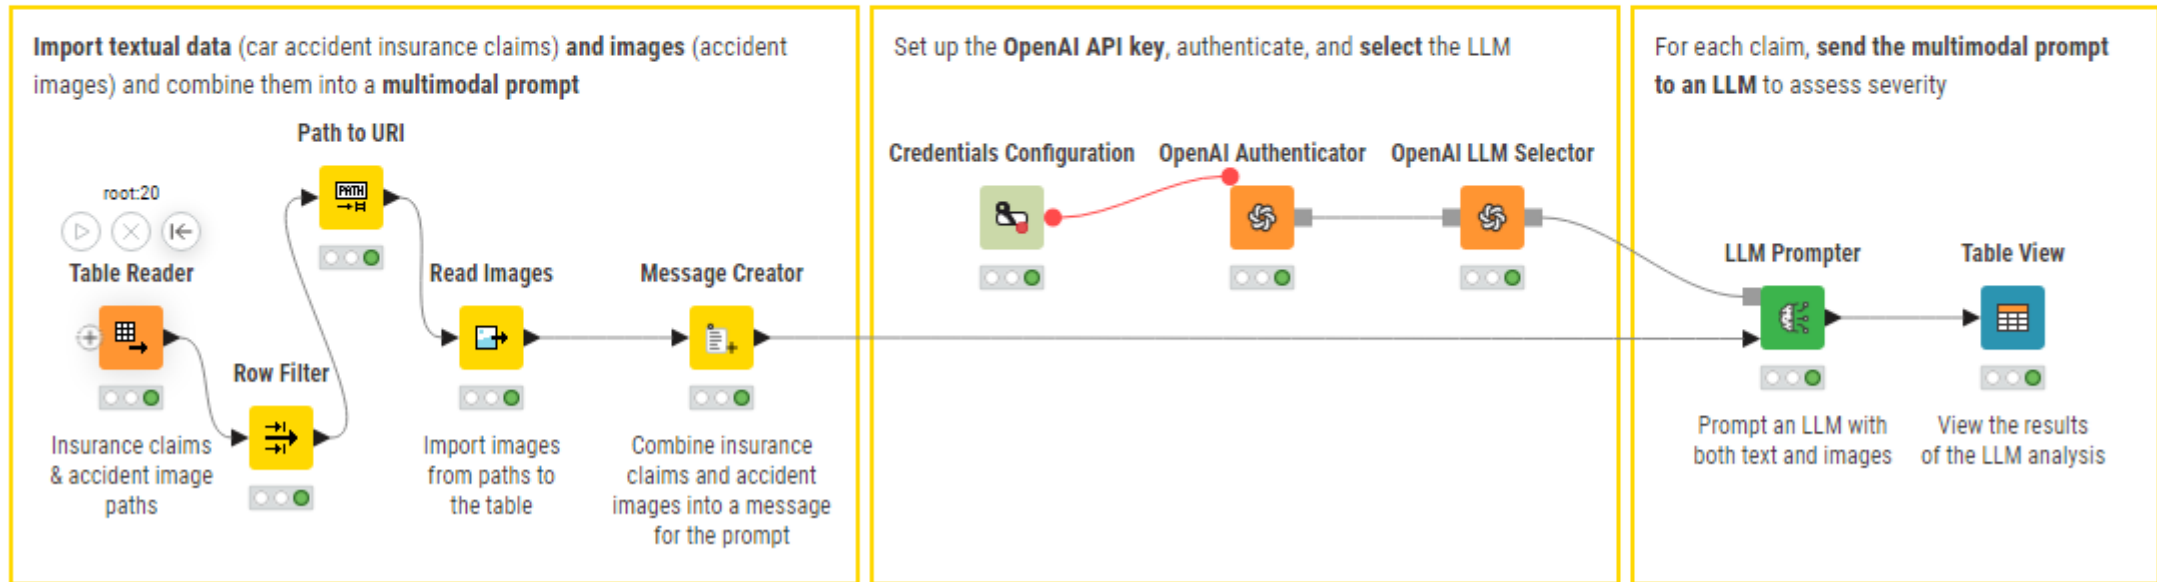 Import textual data (car accident insurance claims) and images (accident
images) and combine them into a multimodal prompt
Path to URI
root:20
Table Reader
Read Images
Message Creator
Row Filter
Insurance claims
& accident image
paths
Import images
from paths to
the table
Combine insurance
claims and accident
images into a message
for the prompt
PATH
Set up the OpenAI API key, authenticate, and select the LLM
Credentials Configuration
OpenAI Authenticator
OpenAI LLM Selector
For each claim, send the multimodal prompt
to an LLM to assess severity
LLM Prompter
Table View
Prompt an LLM with
both text and images
View the results
of the LLM analysis